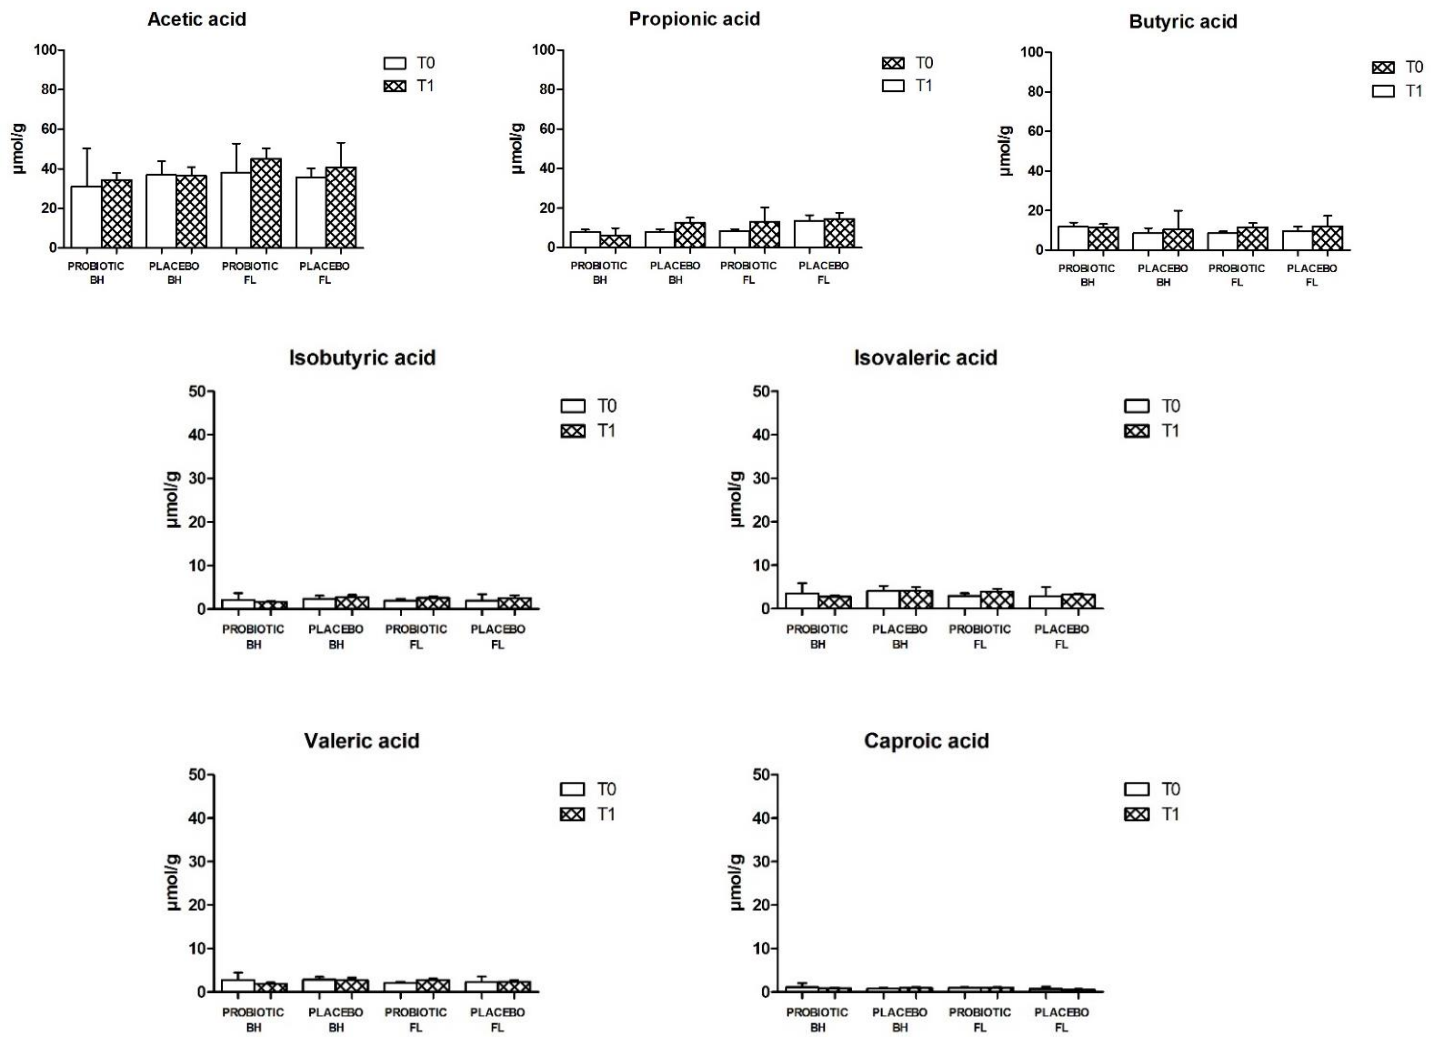 Acetic acid
100
80
60
40
20
0
µmol/g
T0
T1
PROBIOTIC PLACEBO PROBIOTIC PLACEBO
BH BH FL FL
Propionic acid
100
80
60
40
20
0
µmol/g
T0
T1
PROBIOTIC PLACEBO PROBIOTIC PLACEBO
BH BH FL FL
Butyric acid
100
80
60
40
20
0
µmol/g
T0
T1
PROBIOTIC PLACEBO PROBIOTIC PLACEBO
BH BH FL FL
Isobutyric acid
50
40
30
20
10
0
µmol/g
T0
T1
PROBIOTIC PLACEBO PROBIOTIC PLACEBO
BH BH FL FL
Isovaleric acid
50
40
30
20
10
0
µmol/g
T0
T1
PROBIOTIC PLACEBO PROBIOTIC PLACEBO
BH BH FL FL
Valeric acid
50
40
30
20
10
0
µmol/g
T0
T1
PROBIOTIC PLACEBO PROBIOTIC PLACEBO
BH BH FL FL
Caproic acid
50
40
30
20
10
0
µmol/g
T0
T1
PROBIOTIC PLACEBO PROBIOTIC PLACEBO
BH BH FL FL